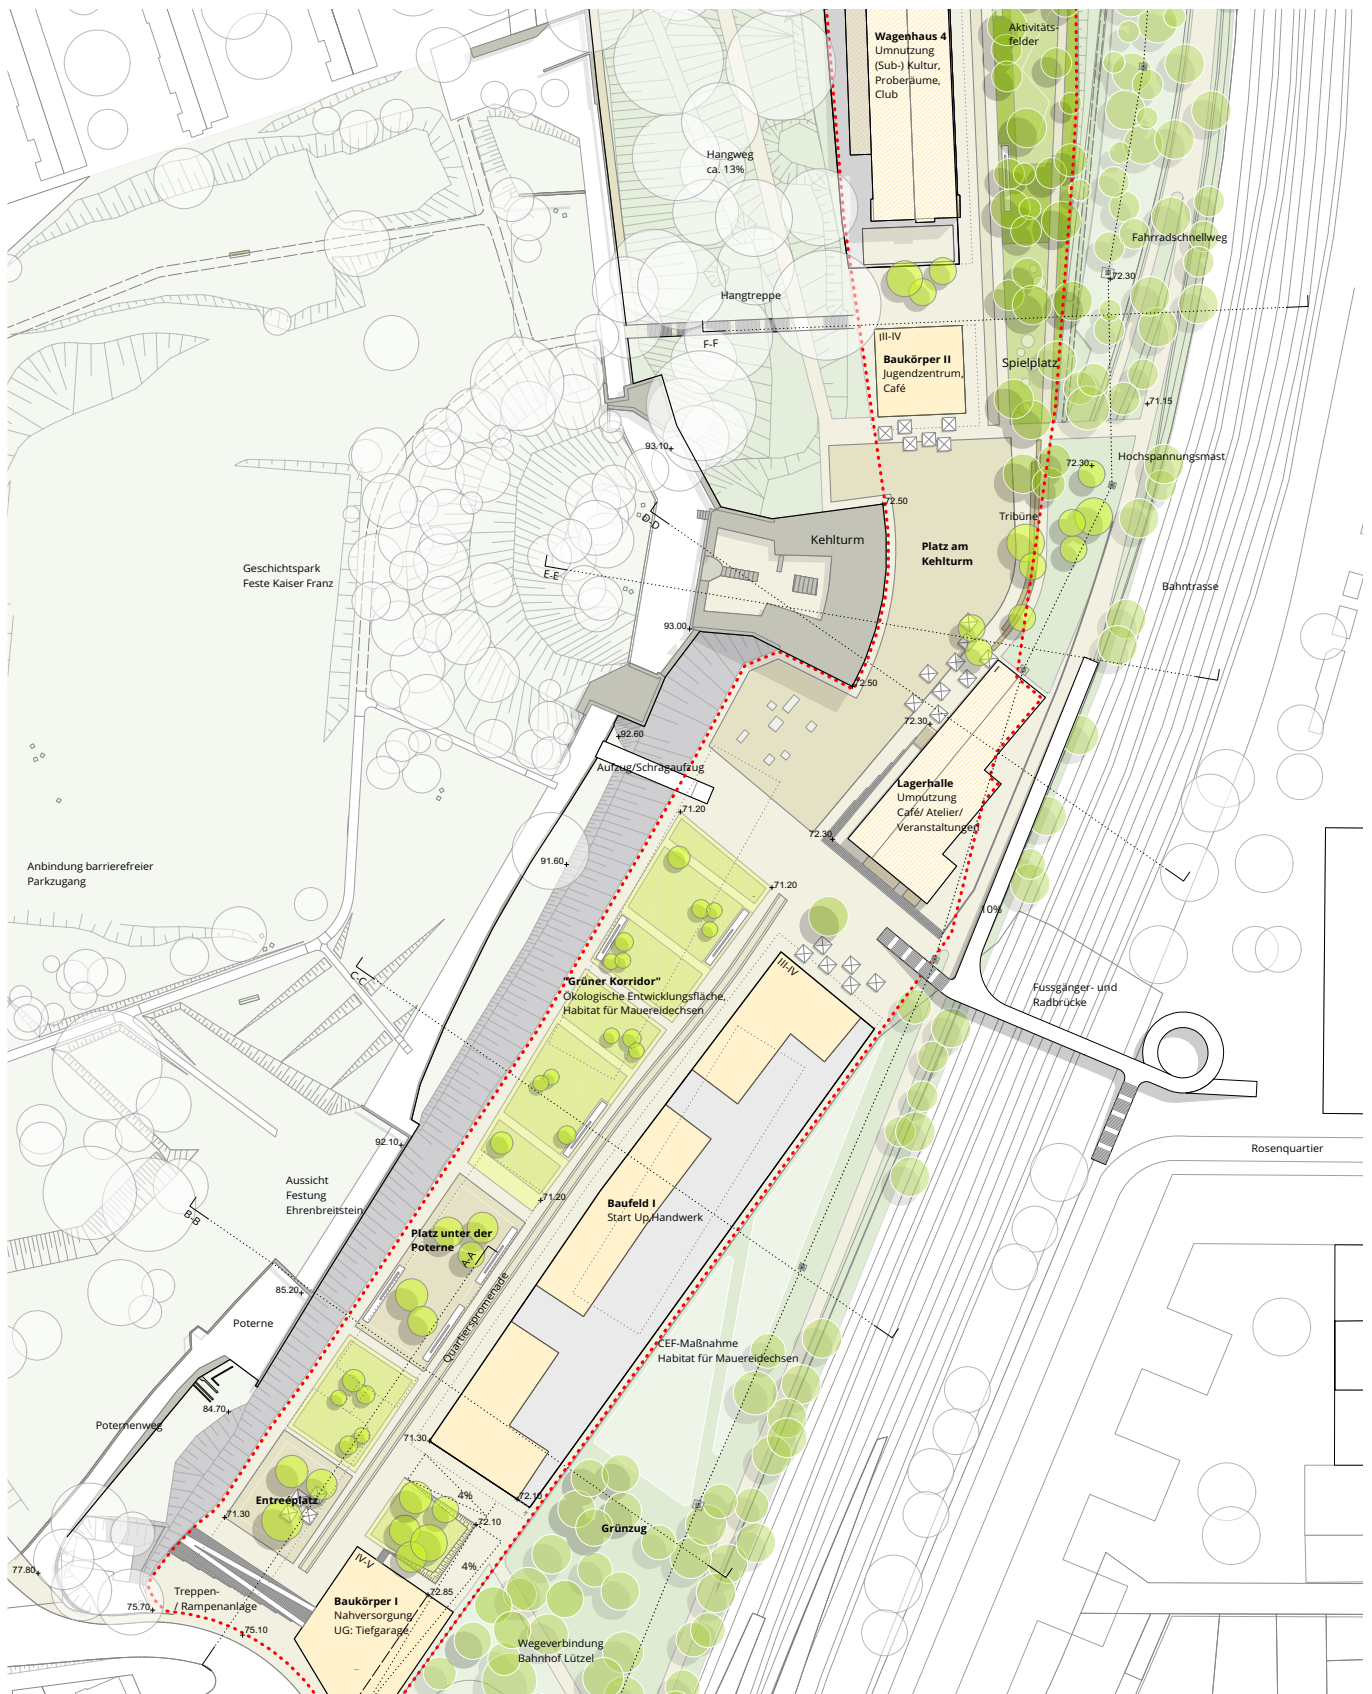 Wagenhaus 4
Umnutzung
(Sub-) Kultur,
Proberäume,
Club
Aktivitäts-
felder
Hangweg
ca. 13%
Fahrradschnellweg
72.30
Hangtreppe
F-F
III-IV
Baukörper II
Jugendzentrum,
Café
Spielplatz
71.15
93.10
Hochspannungsmast
72.30
72.50
D-D
Kehlturm
Tribüne
Platz am
Kehlturm
E-E
Geschichtspark
Feste Kaiser Franz
Bahntrasse
93.00
72.50
I
72.30
92.60
Aufzug/Schrägaufzug
Lagerhalle
Umnutzung
Café/ Atelier/
Veranstaltungen
71.20
72.30
91.60
Anbindung barrierefreier
Parkzugang
71.20
10%
III-IV
C-C
"Grüner Korridor"
Ökologische Entwicklungsfläche,
Habitat für Mauereidechsen
Fussgänger- und
Radbrücke
92.10
Rosenquartier
Aussicht
Festung
Ehrenbreitstein
71.20
Baufeld I
Start Up Handwerk
B-B
Platz unter der
Poterne
A-A
85.20
Quartierspromenade
Poterne
CEF-Maßnahme
Habitat für Mauereidechsen
84.70
Poternenweg
71.30
4%
72.10
Entreéplatz
71.30
72.10
Grünzug
IV-V
4%
77.80
Treppen-
/ Rampenanlage
75.70
72.85
Baukörper I
Nahversorgung
UG: Tiefgarage
75.10
Wegeverbindung
Bahnhof Lützel